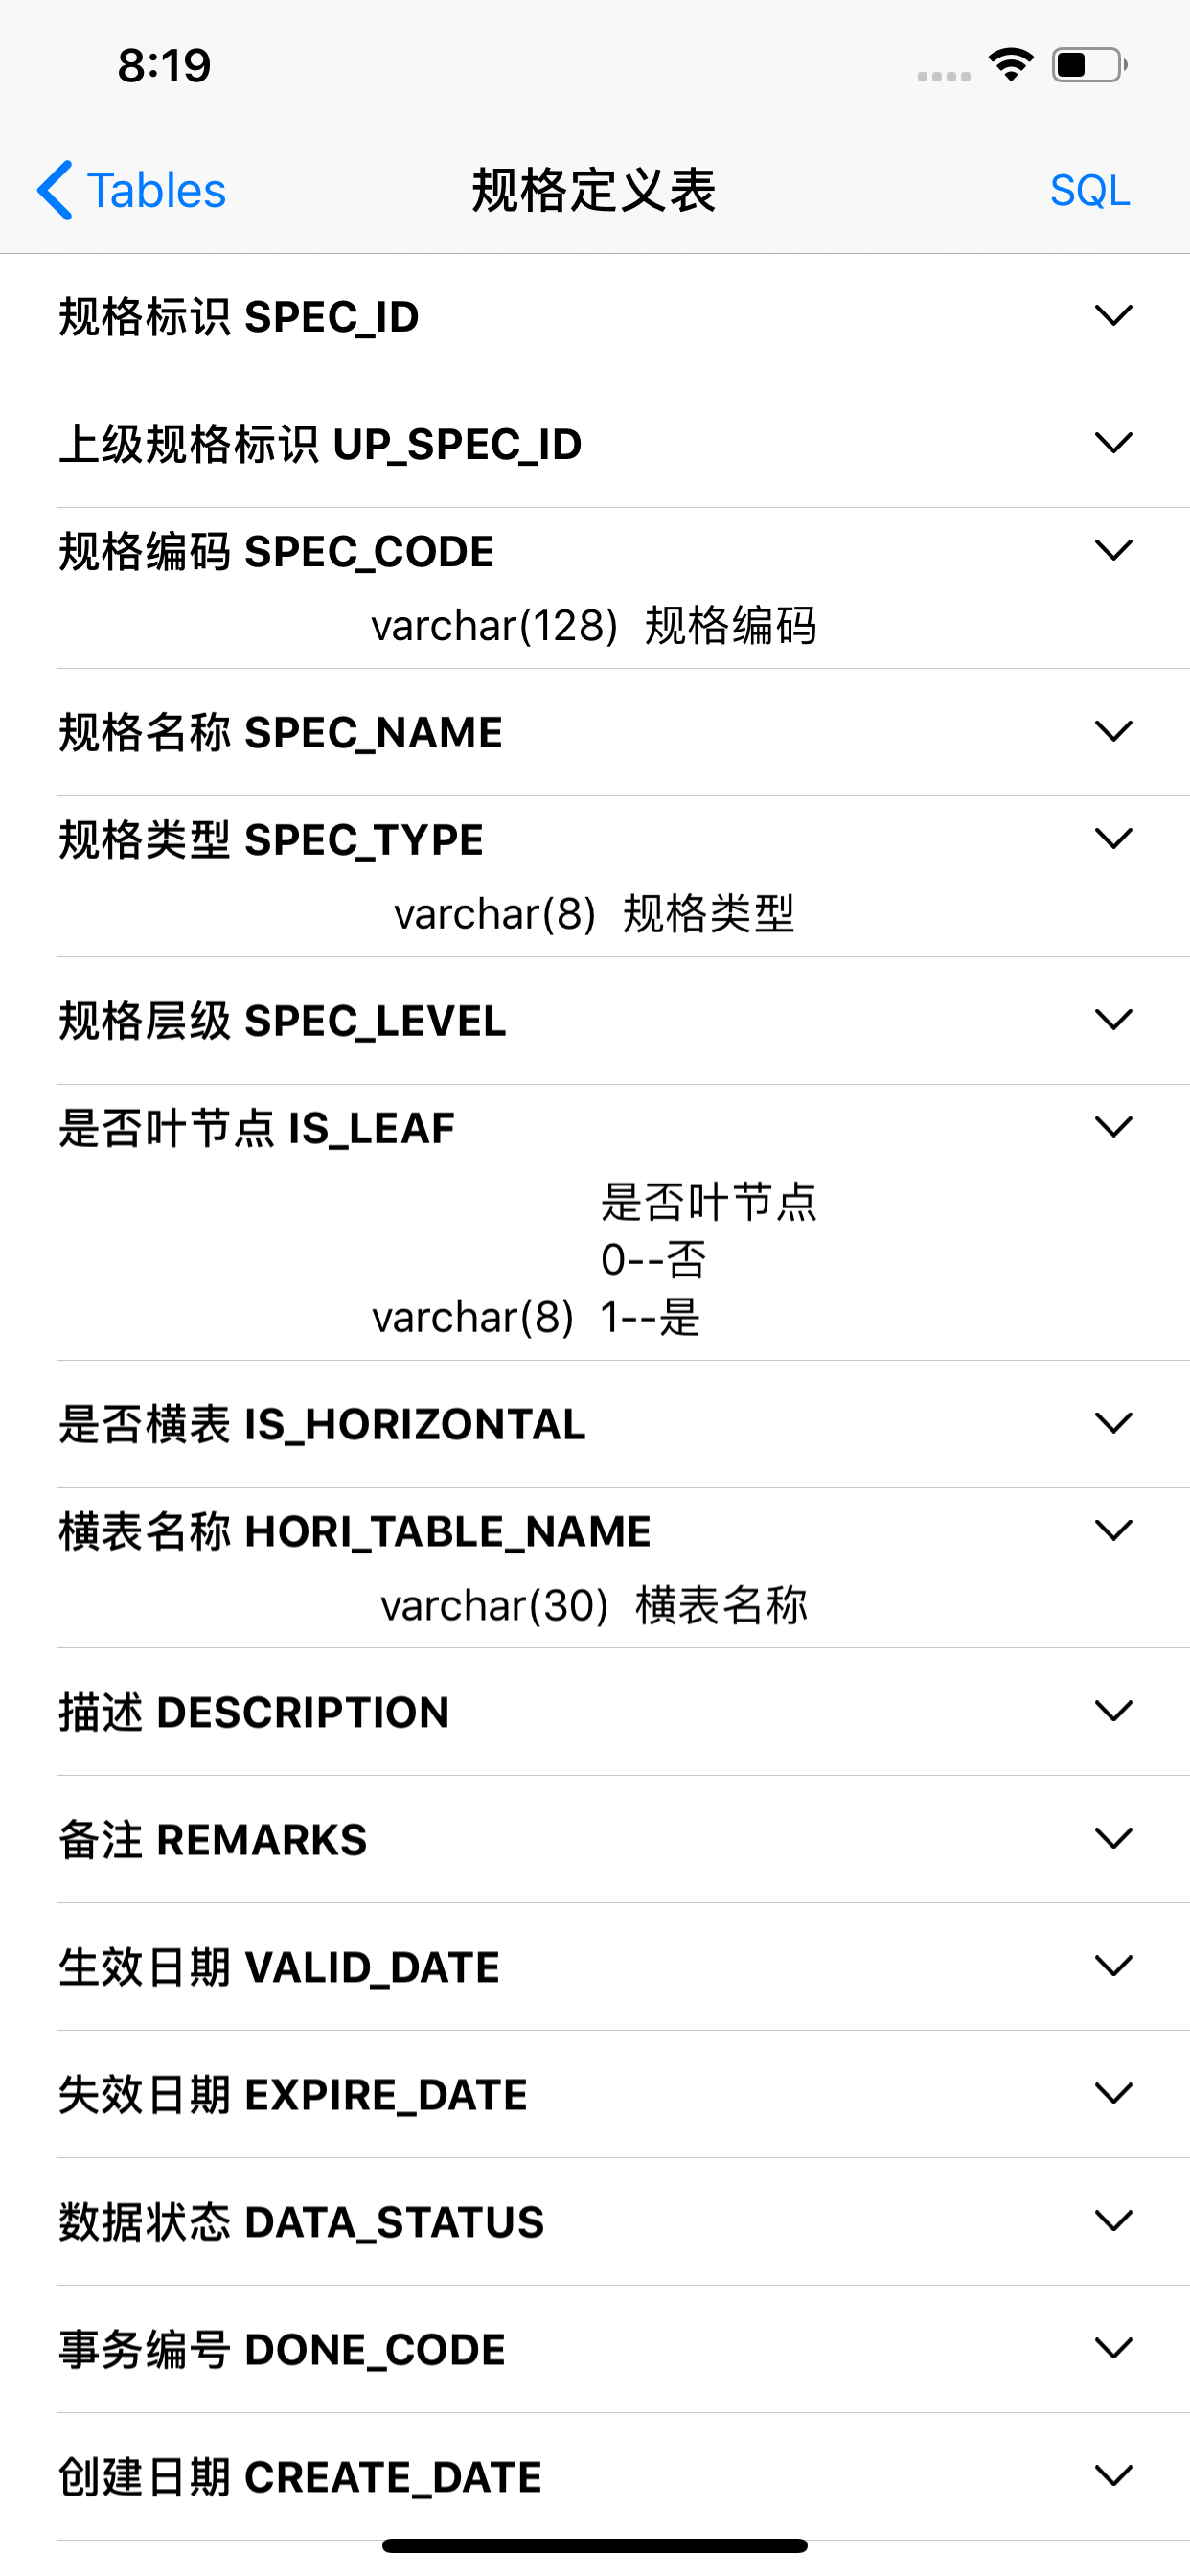 8:19
Tables
规格定义表
SQL
规格标识 SPEC_ID
上级规格标识 UP_SPEC_ID
规格编码 SPEC_CODE
varchar(128) 规格编码
规格名称 SPEC_NAME
规格类型 SPEC_TYPE
varchar(8) 规格类型
规格层级 SPEC_LEVEL
是否叶节点 IS_LEAF
是否叶节点
0--否
varchar(8) 1--是
是否横表 IS_HORIZONTAL
横表名称 HORI_TABLE_NAME
varchar(30) 横表名称
描述 DESCRIPTION
备注 REMARKS
生效日期 VALID_DATE
失效日期 EXPIRE_DATE
数据状态 DATA_STATUS
事务编号 DONE_CODE
创建日期 CREATE_DATE